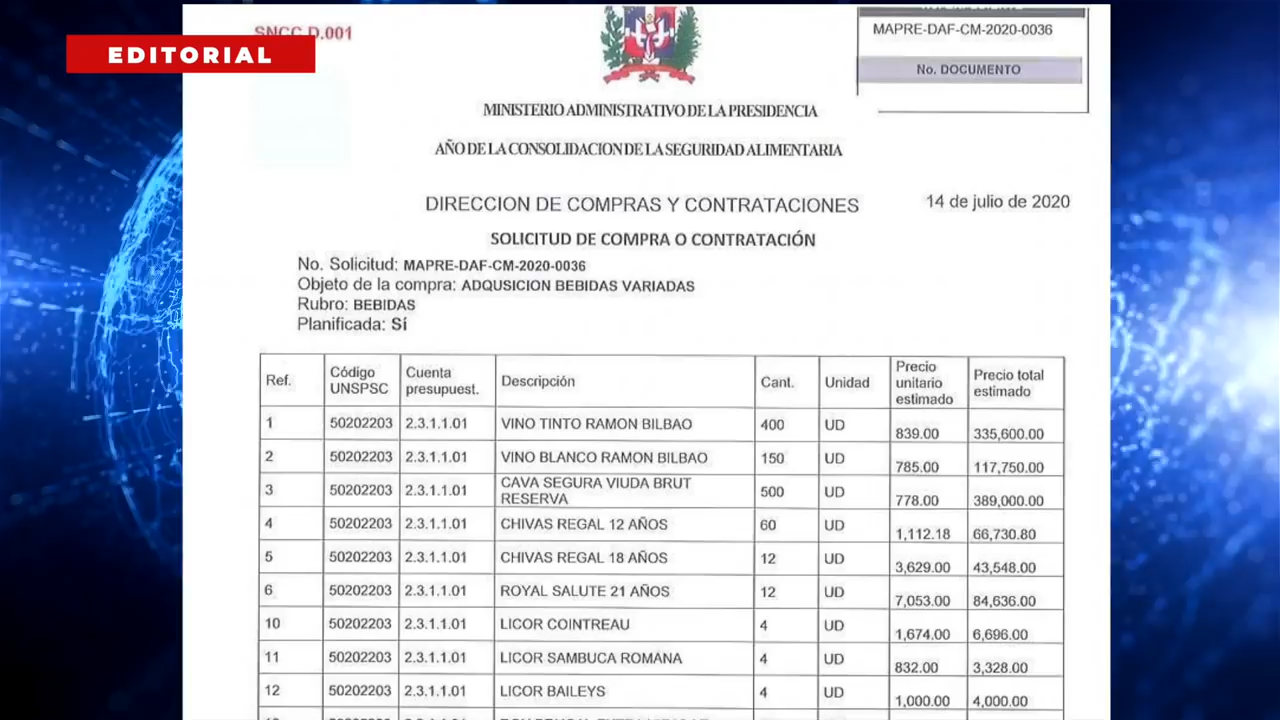 SNCC.D.001
EDITORIAL
MAPRE-DAF-CM-2020-0036
No. DOCUMENTO
MINISTERIO ADMINISTRATIVO DE LA PRESIDENCIA
AÑO DE LA CONSOLIDACION DE LA SEGURIDAD ALIMENTARIA
DIRECCION DE COMPRAS Y CONTRATACIONES
14 de julio de 2020
SOLICITUD DE COMPRA O CONTRATACIÓN
No. Solicitud: MAPRE-DAF-CM-2020-0036
Objeto de la compra: ADQUSICION BEBIDAS VARIADAS
Rubro: BEBIDAS
Planificada: Sí
Ref. Código UNSPSC Cuenta presupuest. Descripción Cant. Unidad Precio unitario estimado Precio total estimado
1 50202203 2.3.1.1.01 VINO TINTO RAMON BILBAO 400 UD 839.00 335,600.00
2 50202203 2.3.1.1.01 VINO BLANCO RAMON BILBAO 150 UD 785.00 117,750.00
3 50202203 2.3.1.1.01 CAVA SEGURA VIUDA BRUT RESERVA 500 UD 778.00 389,000.00
4 50202203 2.3.1.1.01 CHIVAS REGAL 12 AÑOS 60 UD 1,112.18 66,730.80
5 50202203 2.3.1.1.01 CHIVAS REGAL 18 AÑOS 12 UD 3,629.00 43,548.00
6 50202203 2.3.1.1.01 ROYAL SALUTE 21 AÑOS 12 UD 7,053.00 84,636.00
10 50202203 2.3.1.1.01 LICOR COINTREAU 4 UD 1,674.00 6,696.00
11 50202203 2.3.1.1.01 LICOR SAMBUCA ROMANA 4 UD 832.00 3,328.00
12 50202203 2.3.1.1.01 LICOR BAILEYS 4 UD 1,000.00 4,000.00